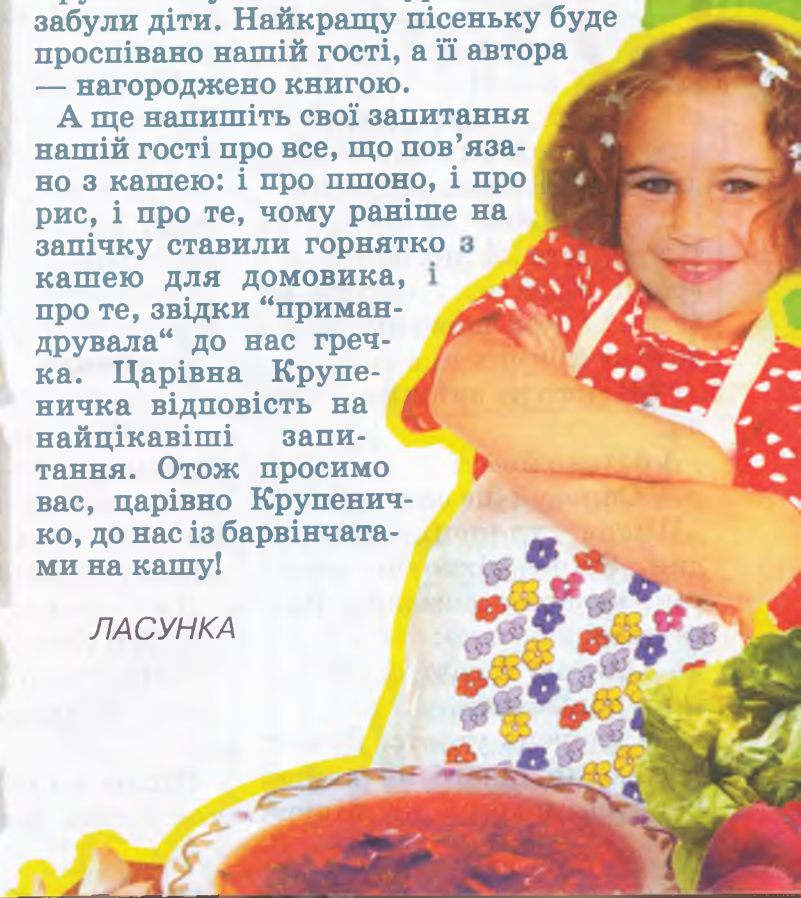 забули діти. Найкращу пісеньку буде
проспівано нашій гості, а її автора
— нагороджено книгою.
А ще напишіть свої запитання
нашій гості про все, що пов’яза-
но з кашею: і про пшоно, і про
рис, і про те, чому раніше на
запічку ставили горнятко з
кашею для домовика, і
про те, звідки “приман-
друвала“ до нас греч-
ка. Царівна Крупе-
ничка відповість на
найцікавіші запи-
тання. Отож просимо
вас, царівно Крупенич-
ко, до нас із барвінчата-
ми на кашу!
ЛАСУНКА